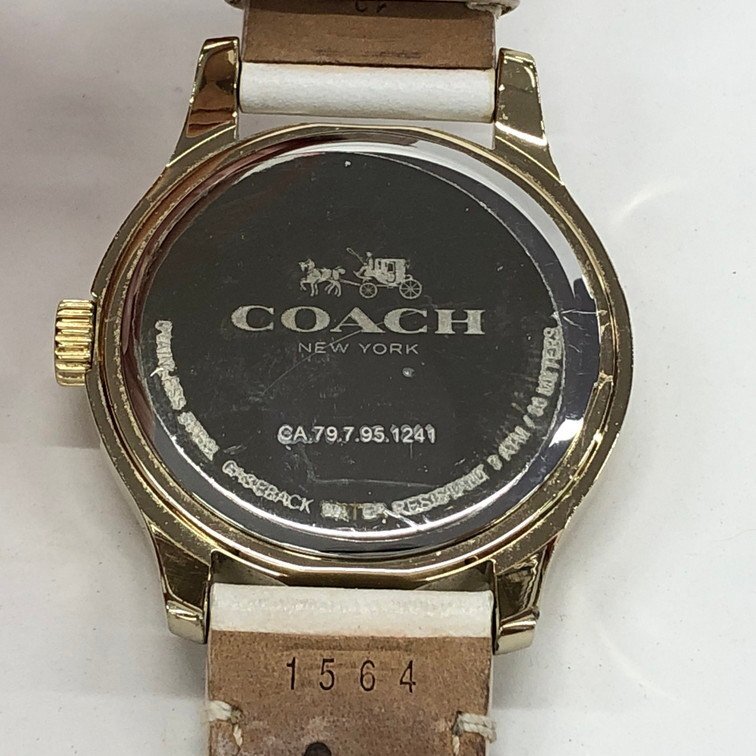 COACH
NEW YORK
CA.79.7.95.1241
STAINLESS STEEL CASEBACK WATER RESISTANT 3 ATM / 30 METERS
1564